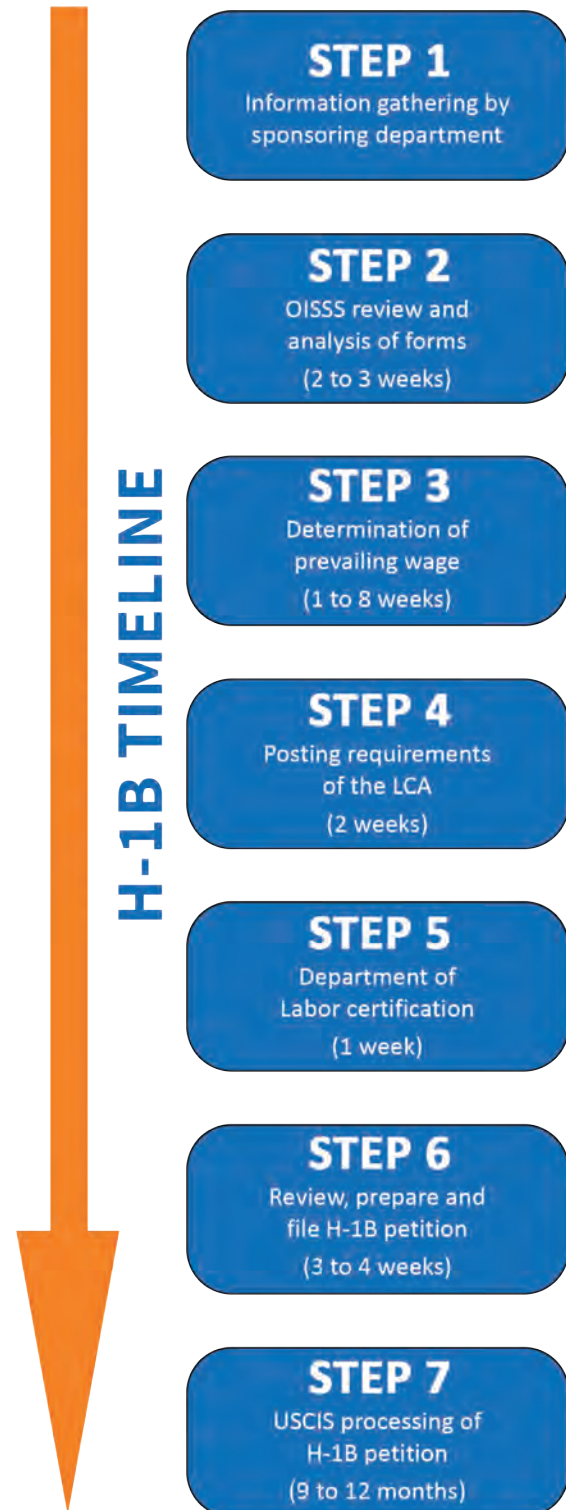 H-1B TIMELINE
STEP 1
Information gathering by
sponsoring department
STEP 2
OISSS review and
analysis of forms
(2 to 3 weeks)
STEP 3
Determination of
prevailing wage
(1 to 8 weeks)
STEP 4
Posting requirements
of the LCA
(2 weeks)
STEP 5
Department of
Labor certification
(1 week)
STEP 6
Review, prepare and
file H-1B petition
(3 to 4 weeks)
STEP 7
USCIS processing of
H-1B petition
(9 to 12 months)